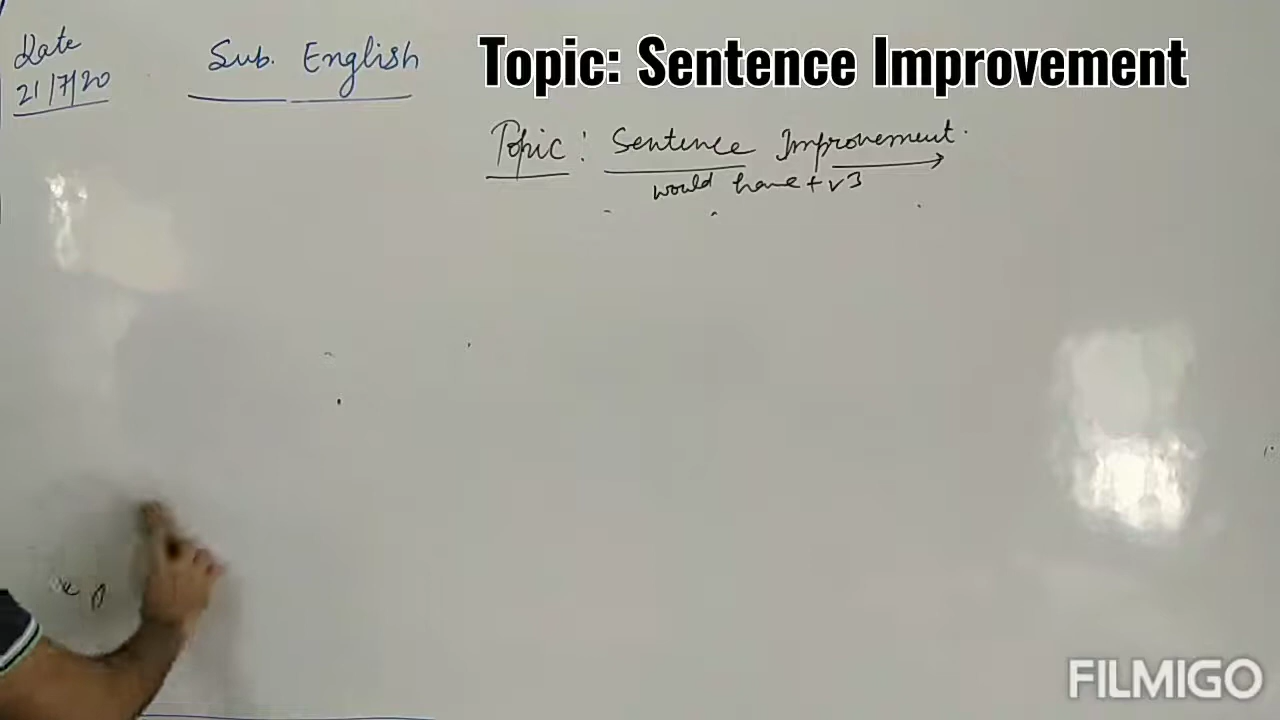 Date
21/7/20
Sub. English
Topic: Sentence Improvement
Topic: Sentence Improvement.
would have + v3
FILMIGO